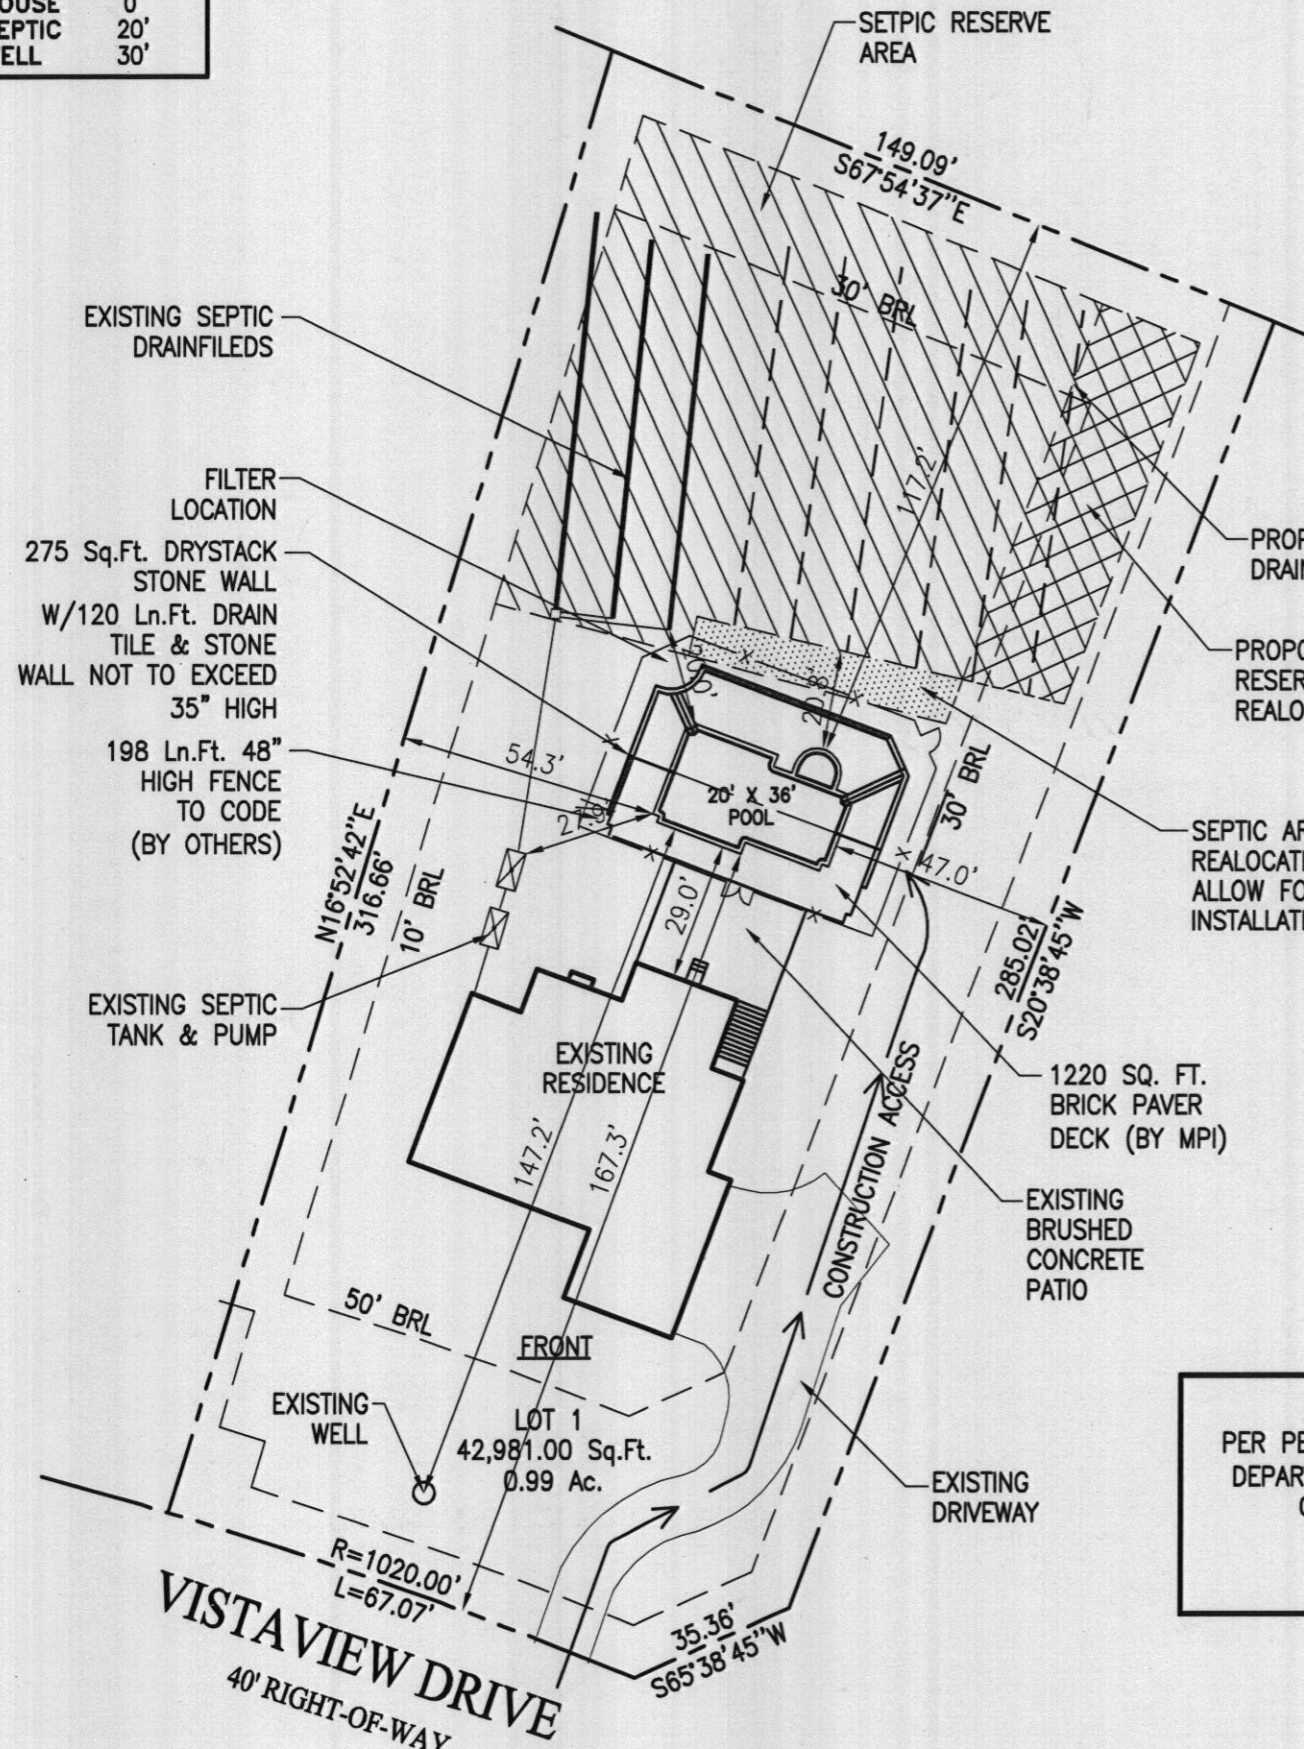 OUSE 0'
EPTIC 20'
ELL 30'
SETPIC RESERVE
AREA
149.09'
S67°54'37"E
30' BRL
EXISTING SEPTIC
DRAINFILEDS
117.2'
FILTER
LOCATION
275 Sq.Ft. DRYSTACK
STONE WALL
W/120 Ln.Ft. DRAIN
TILE & STONE
WALL NOT TO EXCEED
35" HIGH
198 Ln.Ft. 48"
HIGH FENCE
TO CODE
(BY OTHERS)
PROP
DRAIN
PROPO
RESER
REALO
SEPTIC AR
REALOCATI
ALLOW FO
INSTALLATI
54.3'
27.9'
20' X 36'
POOL
30' BRL
47.0'
29.0'
N16°52'42"E
316.66'
10' BRL
285.02'
S20°38'45"W
EXISTING SEPTIC
TANK & PUMP
EXISTING
RESIDENCE
147.2'
167.3'
CONSTRUCTION ACCESS
1220 SQ. FT.
BRICK PAVER
DECK (BY MPI)
EXISTING
BRUSHED
CONCRETE
PATIO
50' BRL
FRONT
EXISTING
WELL
LOT 1
42,981.00 Sq.Ft.
0.99 Ac.
EXISTING
DRIVEWAY
PER PE
DEPAR
R=1020.00'
L=67.07'
35.36'
S65°38'45"W
VISTAVIEW DRIVE
40' RIGHT-OF-WAY